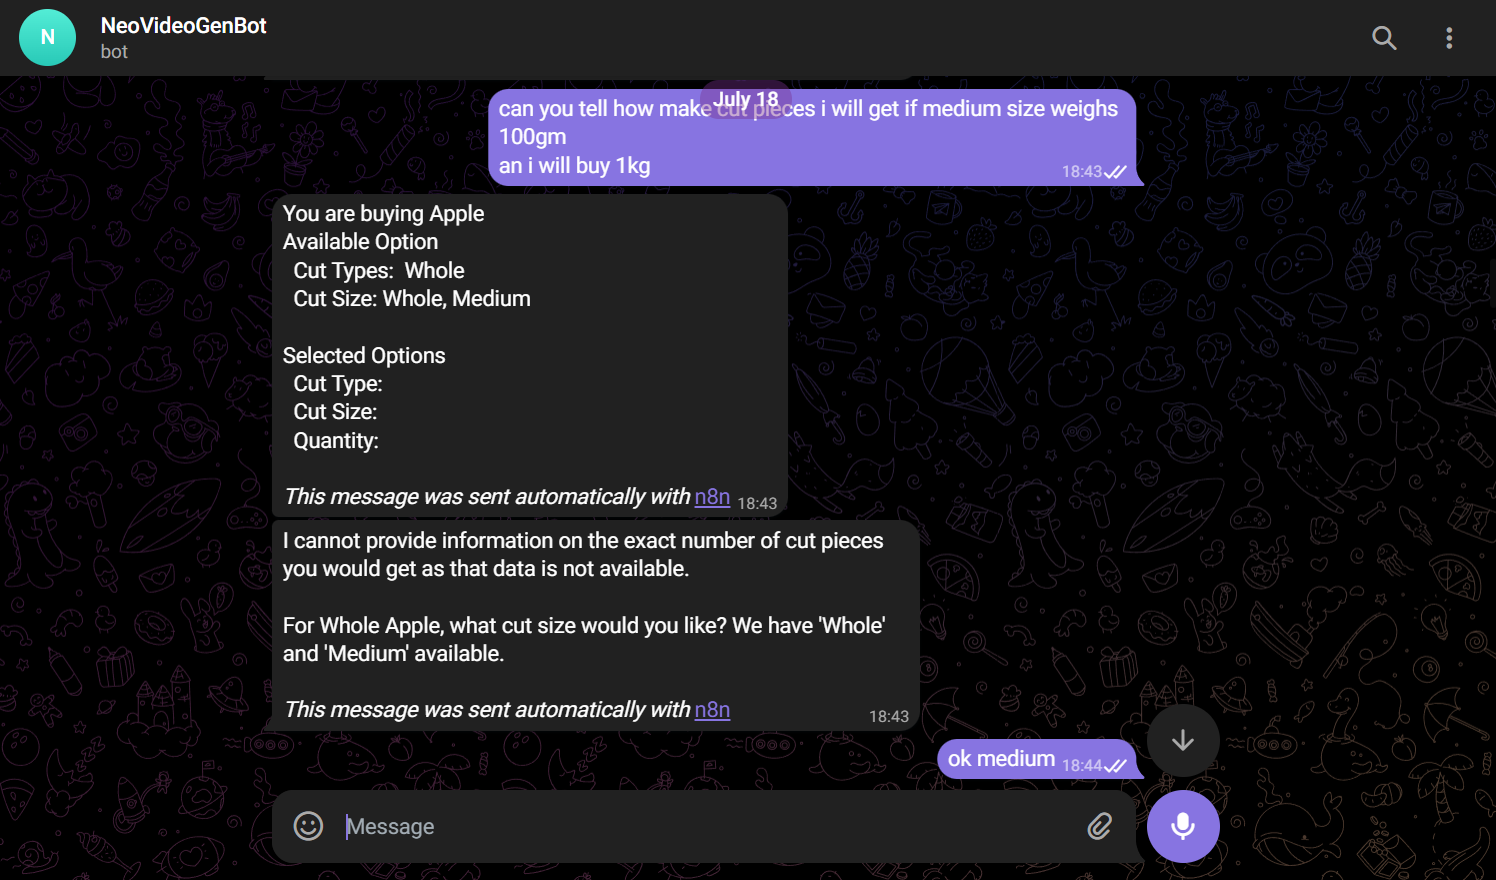 N
NeoVideoGenBot
bot
July 18
can you tell how make cut pieces i will get if medium size weighs
100gm
an i will buy 1kg
18:43
You are buying Apple
Available Option
Cut Types:  Whole
Cut Size: Whole, Medium
Selected Options
Cut Type:
Cut Size:
Quantity:
This message was sent automatically with n8n 18:43
I cannot provide information on the exact number of cut pieces
you would get as that data is not available.
For Whole Apple, what cut size would you like? We have 'Whole'
and 'Medium' available.
This message was sent automatically with n8n
18:43
ok medium 18:44
Message